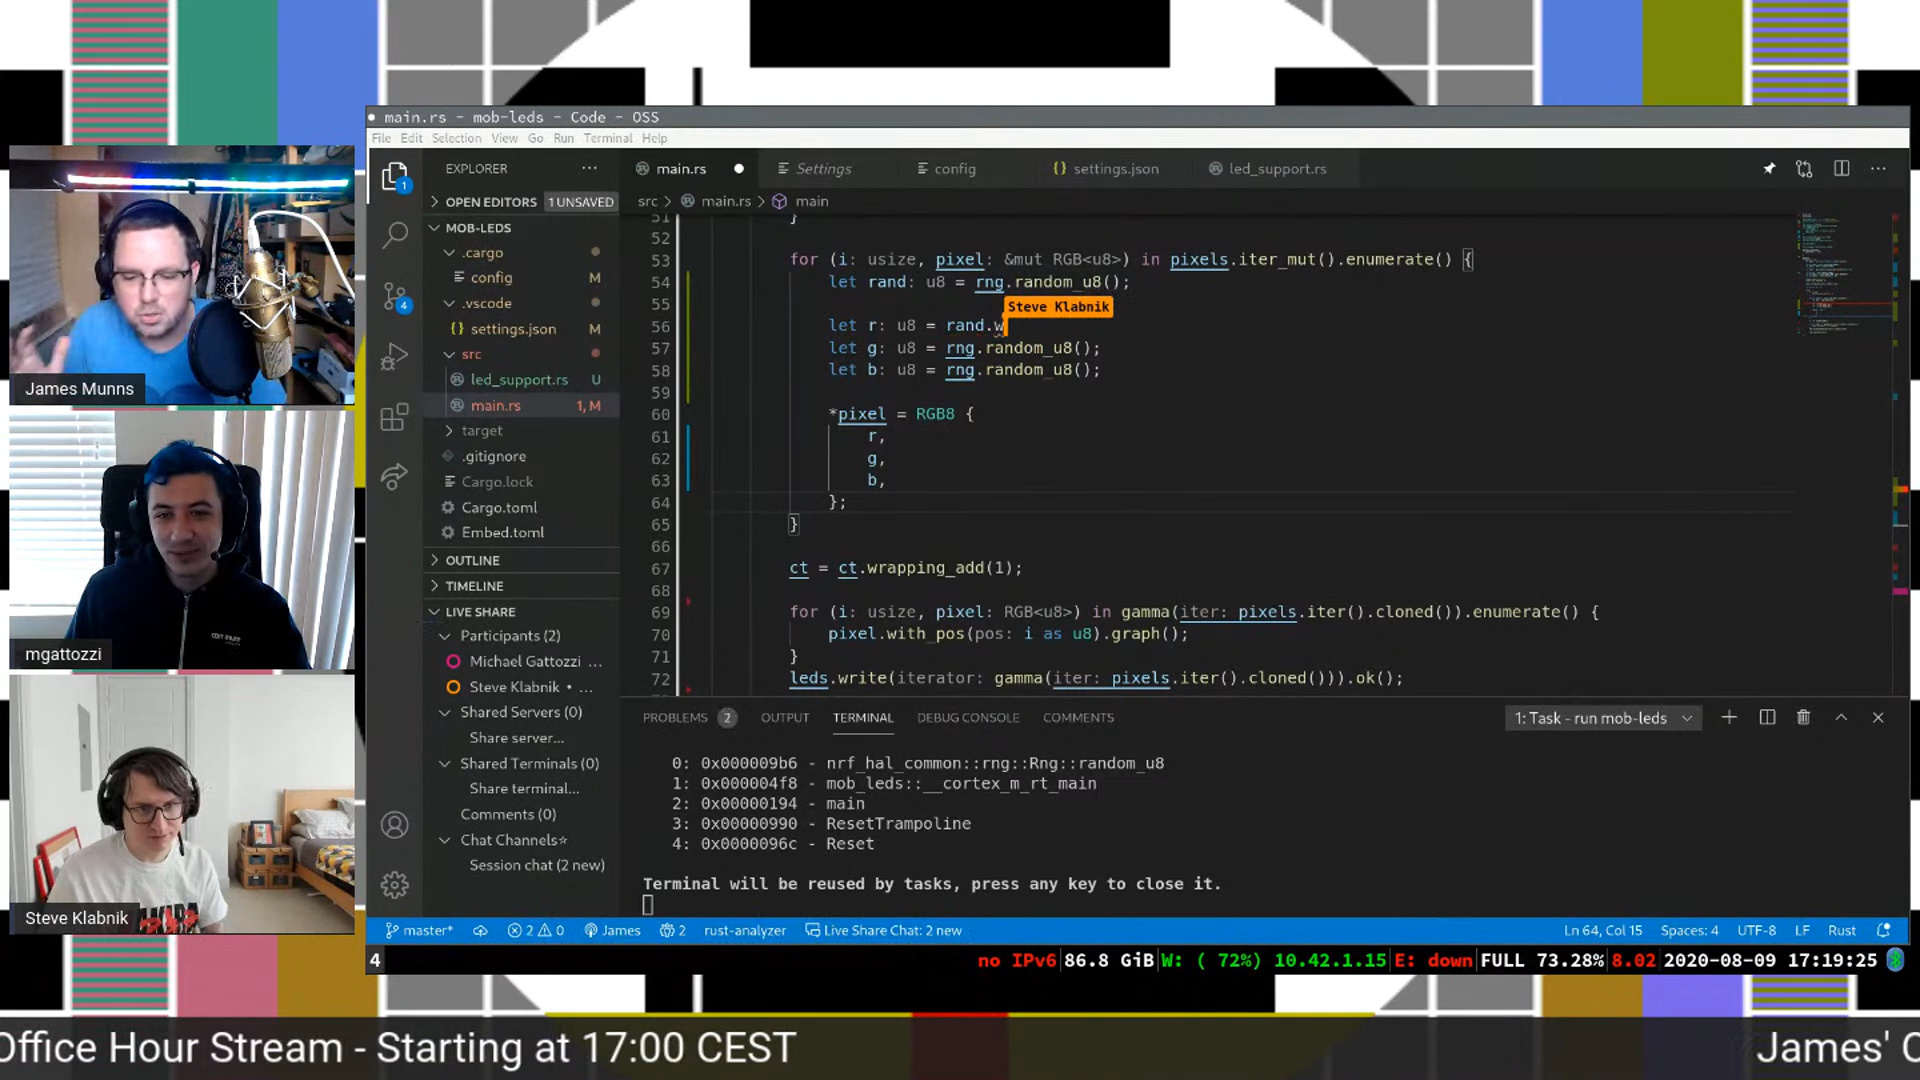 main.rs - mob-leds - Code - OSS
File Edit Selection View Go Run Terminal Help
EXPLORER
OPEN EDITORS 1 UNSAVED
MOB-LEDS
.cargo
config M
.vscode
settings.json M
src
led_support.rs U
main.rs 1, M
target
.gitignore
Cargo.lock
Cargo.toml
Embed.toml
OUTLINE
TIMELINE
LIVE SHARE
Participants (2)
Michael Gattozzi ...
Steve Klabnik • ...
Shared Servers (0)
Share server...
Shared Terminals (0)
Share terminal...
Comments (0)
Chat Channels
Session chat (2 new)
1
4
main.rs Settings config settings.json led_support.rs
src > main.rs > main
51 }
52
53 for (i: usize, pixel: &mut RGB<u8>) in pixels.iter_mut().enumerate() {
54 let rand: u8 = rng.random_u8();
55
Steve Klabnik
56 let r: u8 = rand.w
57 let g: u8 = rng.random_u8();
58 let b: u8 = rng.random_u8();
59
60 *pixel = RGB8 {
61 r,
62 g,
63 b,
64 };
65 }
66
67 ct = ct.wrapping_add(1);
68
69 for (i: usize, pixel: RGB<u8>) in gamma(iter: pixels.iter().cloned()).enumerate() {
70 pixel.with_pos(pos: i as u8).graph();
71 }
72 leds.write(iterator: gamma(iter: pixels.iter().cloned())).ok();
PROBLEMS 2 OUTPUT TERMINAL DEBUG CONSOLE COMMENTS 1: Task - run mob-leds
0: 0x000009b6 - nrf_hal_common::rng::Rng::random_u8
1: 0x000004f8 - mob_leds::__cortex_m_rt_main
2: 0x00000194 - main
3: 0x00000990 - ResetTrampoline
4: 0x0000096c - Reset
Terminal will be reused by tasks, press any key to close it.
master* 2 0 James 2 rust-analyzer Live Share Chat: 2 new Ln 64, Col 15 Spaces: 4 UTF-8 LF Rust
4 no IPv6|86.8 GiB|W: ( 72%) 10.42.1.15|E: down|FULL 73.28%|8.02|2020-08-09 17:19:25
James Munns
mgattozzi
Steve Klabnik
Office Hour Stream - Starting at 17:00 CEST
James' O